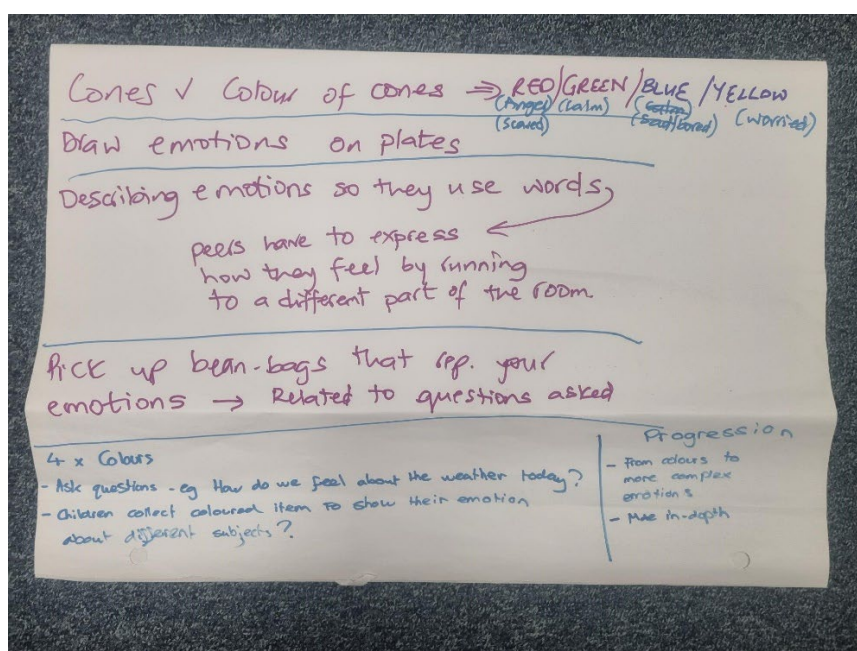 Cones ✓ Colour of cones ⇒ RED/GREEN/BLUE/YELLOW
(Anger) (Calm) (Calm) (worried)
(Scared) (Sad/bored)
Draw emotions on plates
Describing emotions so they use words,
peers have to express
how they feel by running
to a different part of the room.
Pick up bean-bags that rep. your
emotions → Related to questions asked
4 x Colours
- Ask questions - eg How do we feel about the weather today?
- Children collect coloured item to show their emotion
about different subjects?
Progression
- From colours to
more complex
emotions
- More in-depth